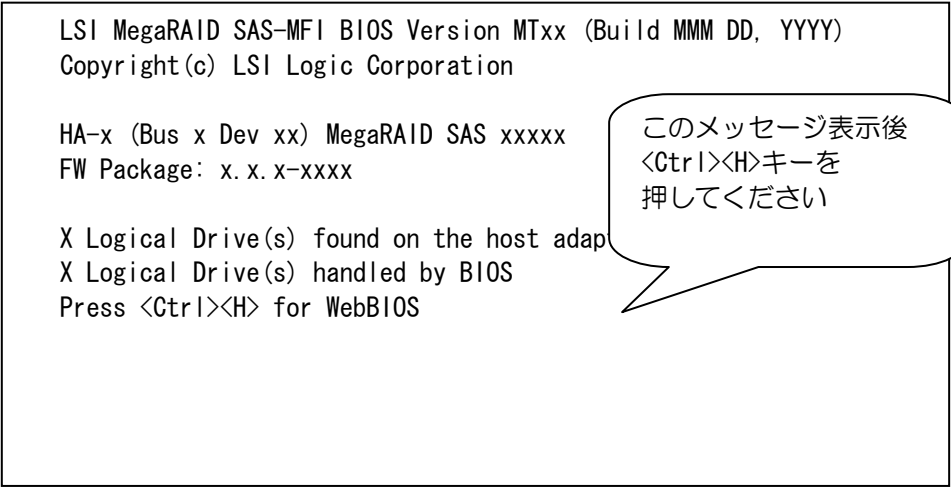 LSI MegaRAID SAS-MFI BIOS Version MTxx (Build MMM DD, YYYY)
Copyright(c) LSI Logic Corporation
HA-x (Bus x Dev xx) MegaRAID SAS xxxxx
FW Package: x.x.x-xxxx
X Logical Drive(s) found on the host
X Logical Drive(s) handled by BIOS
Press <Ctrl><H> for WebBIOS
このメッセージ表示後
<Ctrl><H>キーを
押してください